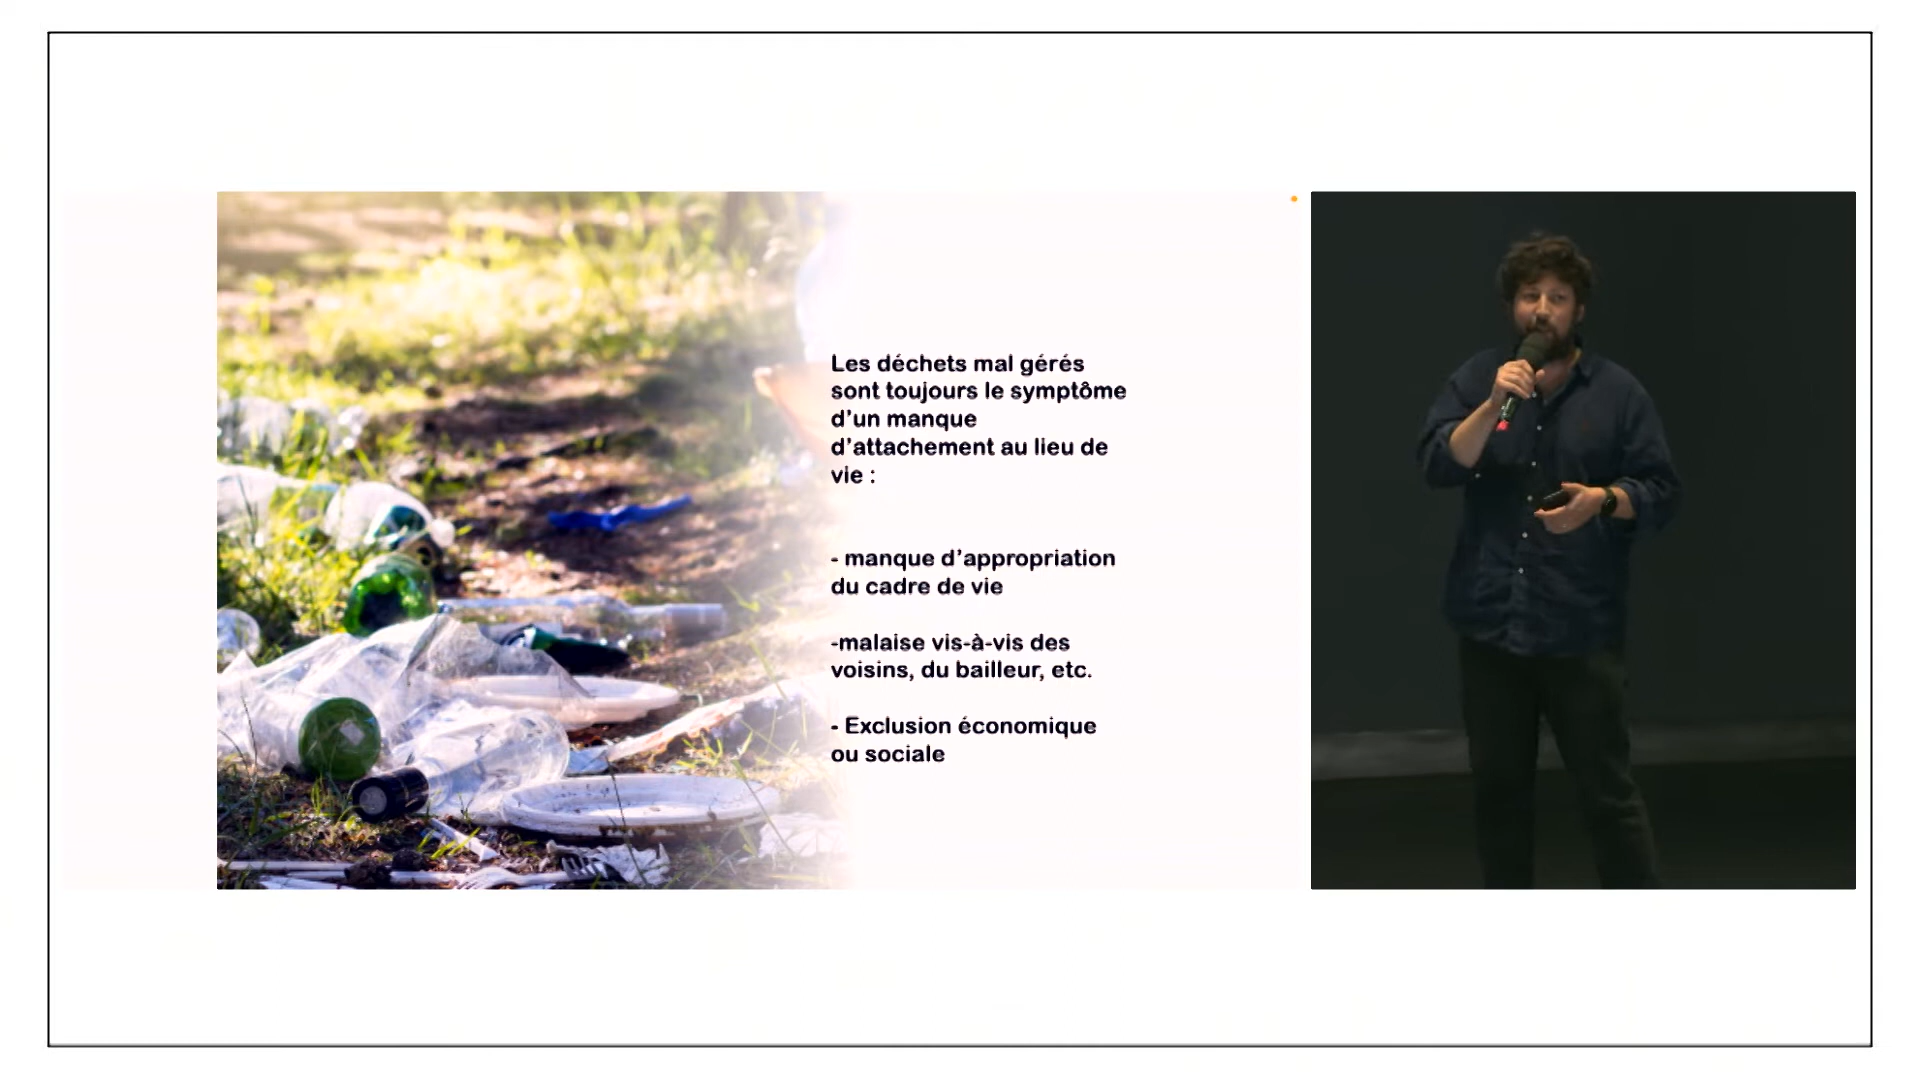 Les déchets mal gérés
sont toujours le symptôme
d’un manque
d’attachement au lieu de
vie :
- manque d’appropriation
du cadre de vie
-malaise vis-à-vis des
voisins, du bailleur, etc.
- Exclusion économique
ou sociale